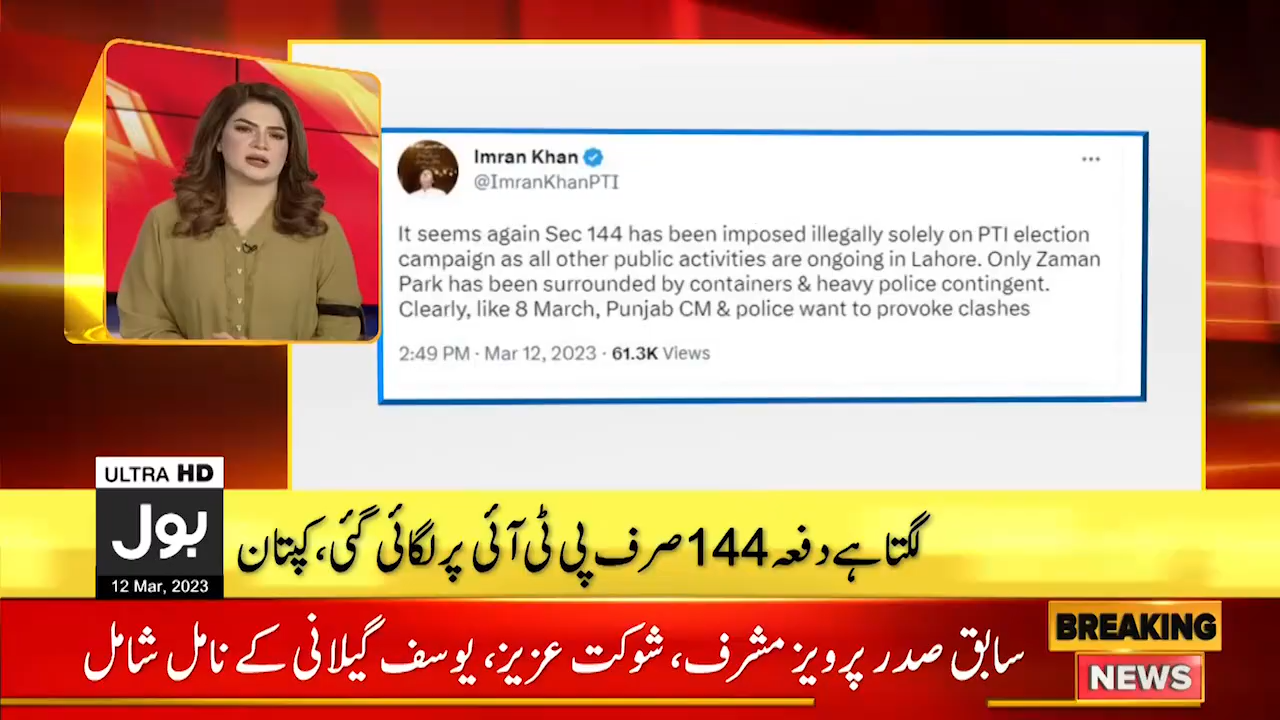 Imran Khan
@ImranKhanPTI
It seems again Sec 144 has been imposed illegally solely on PTI election
campaign as all other public activities are ongoing in Lahore. Only Zaman
Park has been surrounded by containers & heavy police contingent.
Clearly, like 8 March, Punjab CM & police want to provoke clashes
2:49 PM · Mar 12, 2023 · 61.3K Views
ULTRA HD
بول
12 Mar, 2023
لگتا ہے دفعہ 144 صرف پی ٹی آئی پر لگائی گئی، کپتان
سابق صدر پرویز مشرف، شوکت عزیز، یوسف گیلانی کے نامل شامل
BREAKING
NEWS